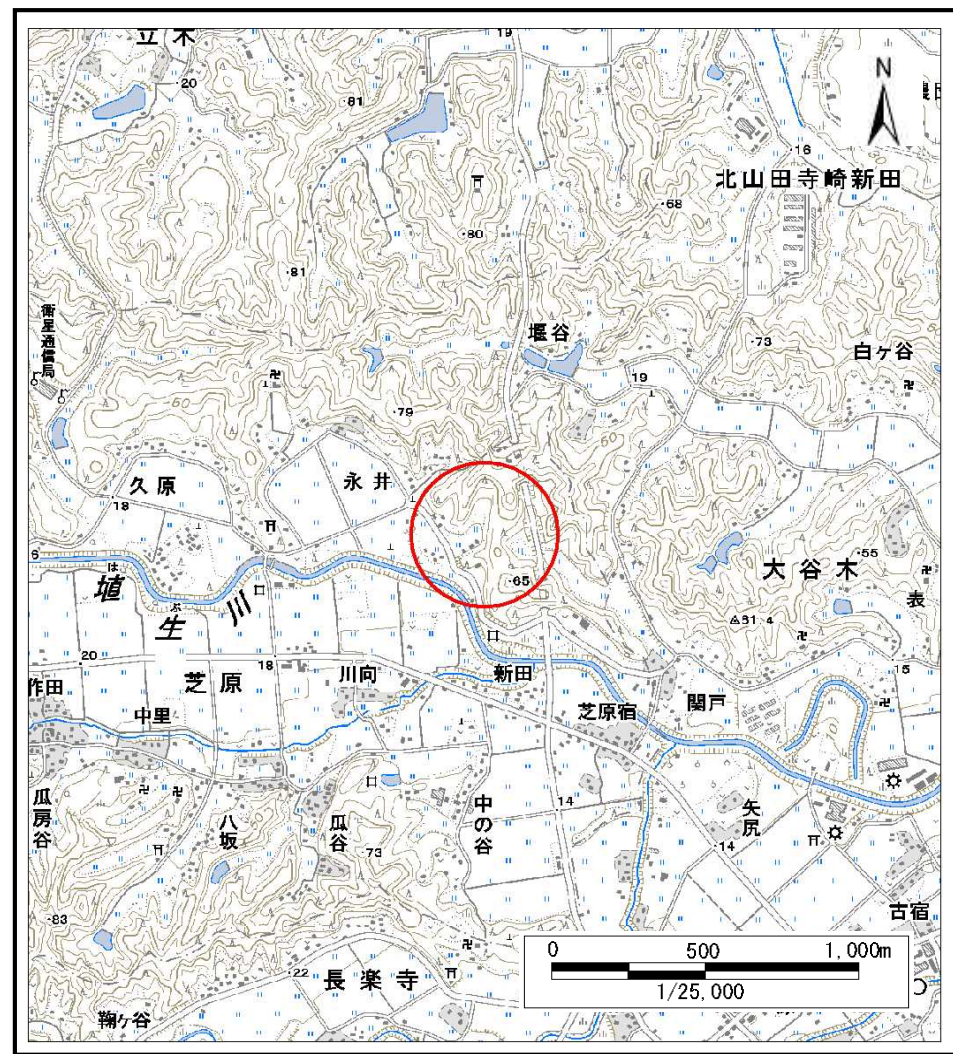 立木
19
20
81
N
16
北山田寺崎新田
68
80
81
衛星通信局
堰谷
73
白ヶ谷
19
79
60
60
久原
永井
18
55
大谷木
表
65
埴生川
は
ぶ
20
18
芝原
川向
新田
関戸
15
作田
中里
芝原宿
瓜房谷
八坂
瓜谷
73
中の谷
14
矢尻
14
83
古宿
22
長楽寺
鞠ヶ谷
0 500 1,000m
1/25,000